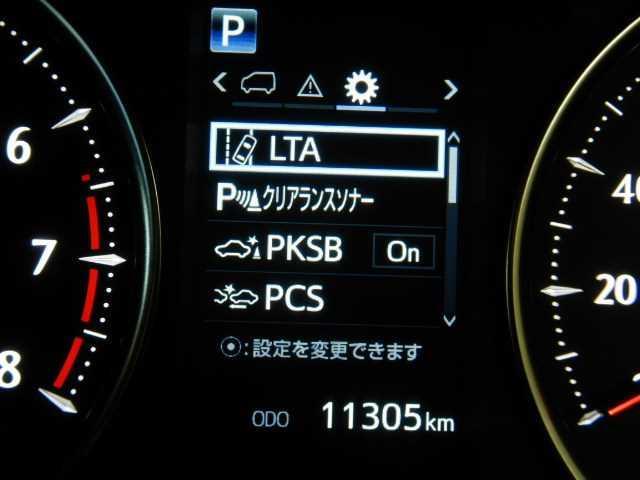 P
LTA
P クリアランスソナー
PKSB On
PCS
⦿:設定を変更できます
ODO 11305km
6
7
8
40
20